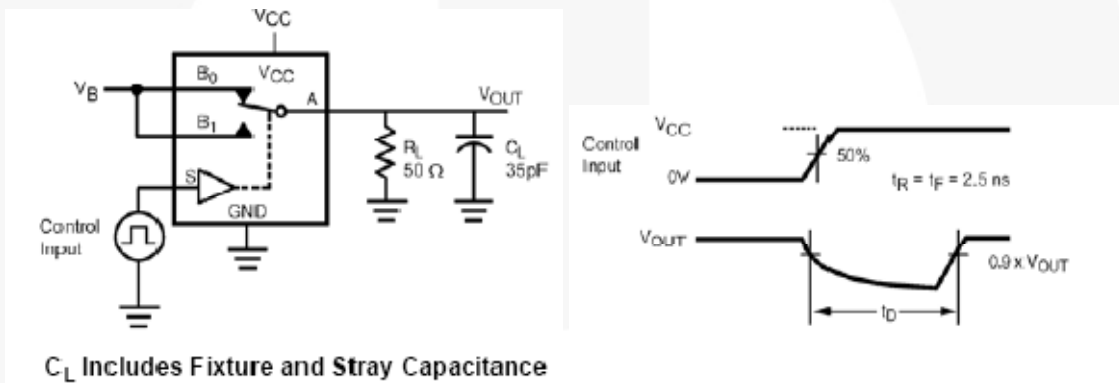 VCC
VCC
B0
VB
A
VOUT
B1
RL
50 Ω
CL
35pF
S
GND
Control
Input
CL Includes Fixture and Stray Capacitance
Control
Input
VCC
50%
0V
tR = tF = 2.5 ns
VOUT
0.9 x VOUT
tD